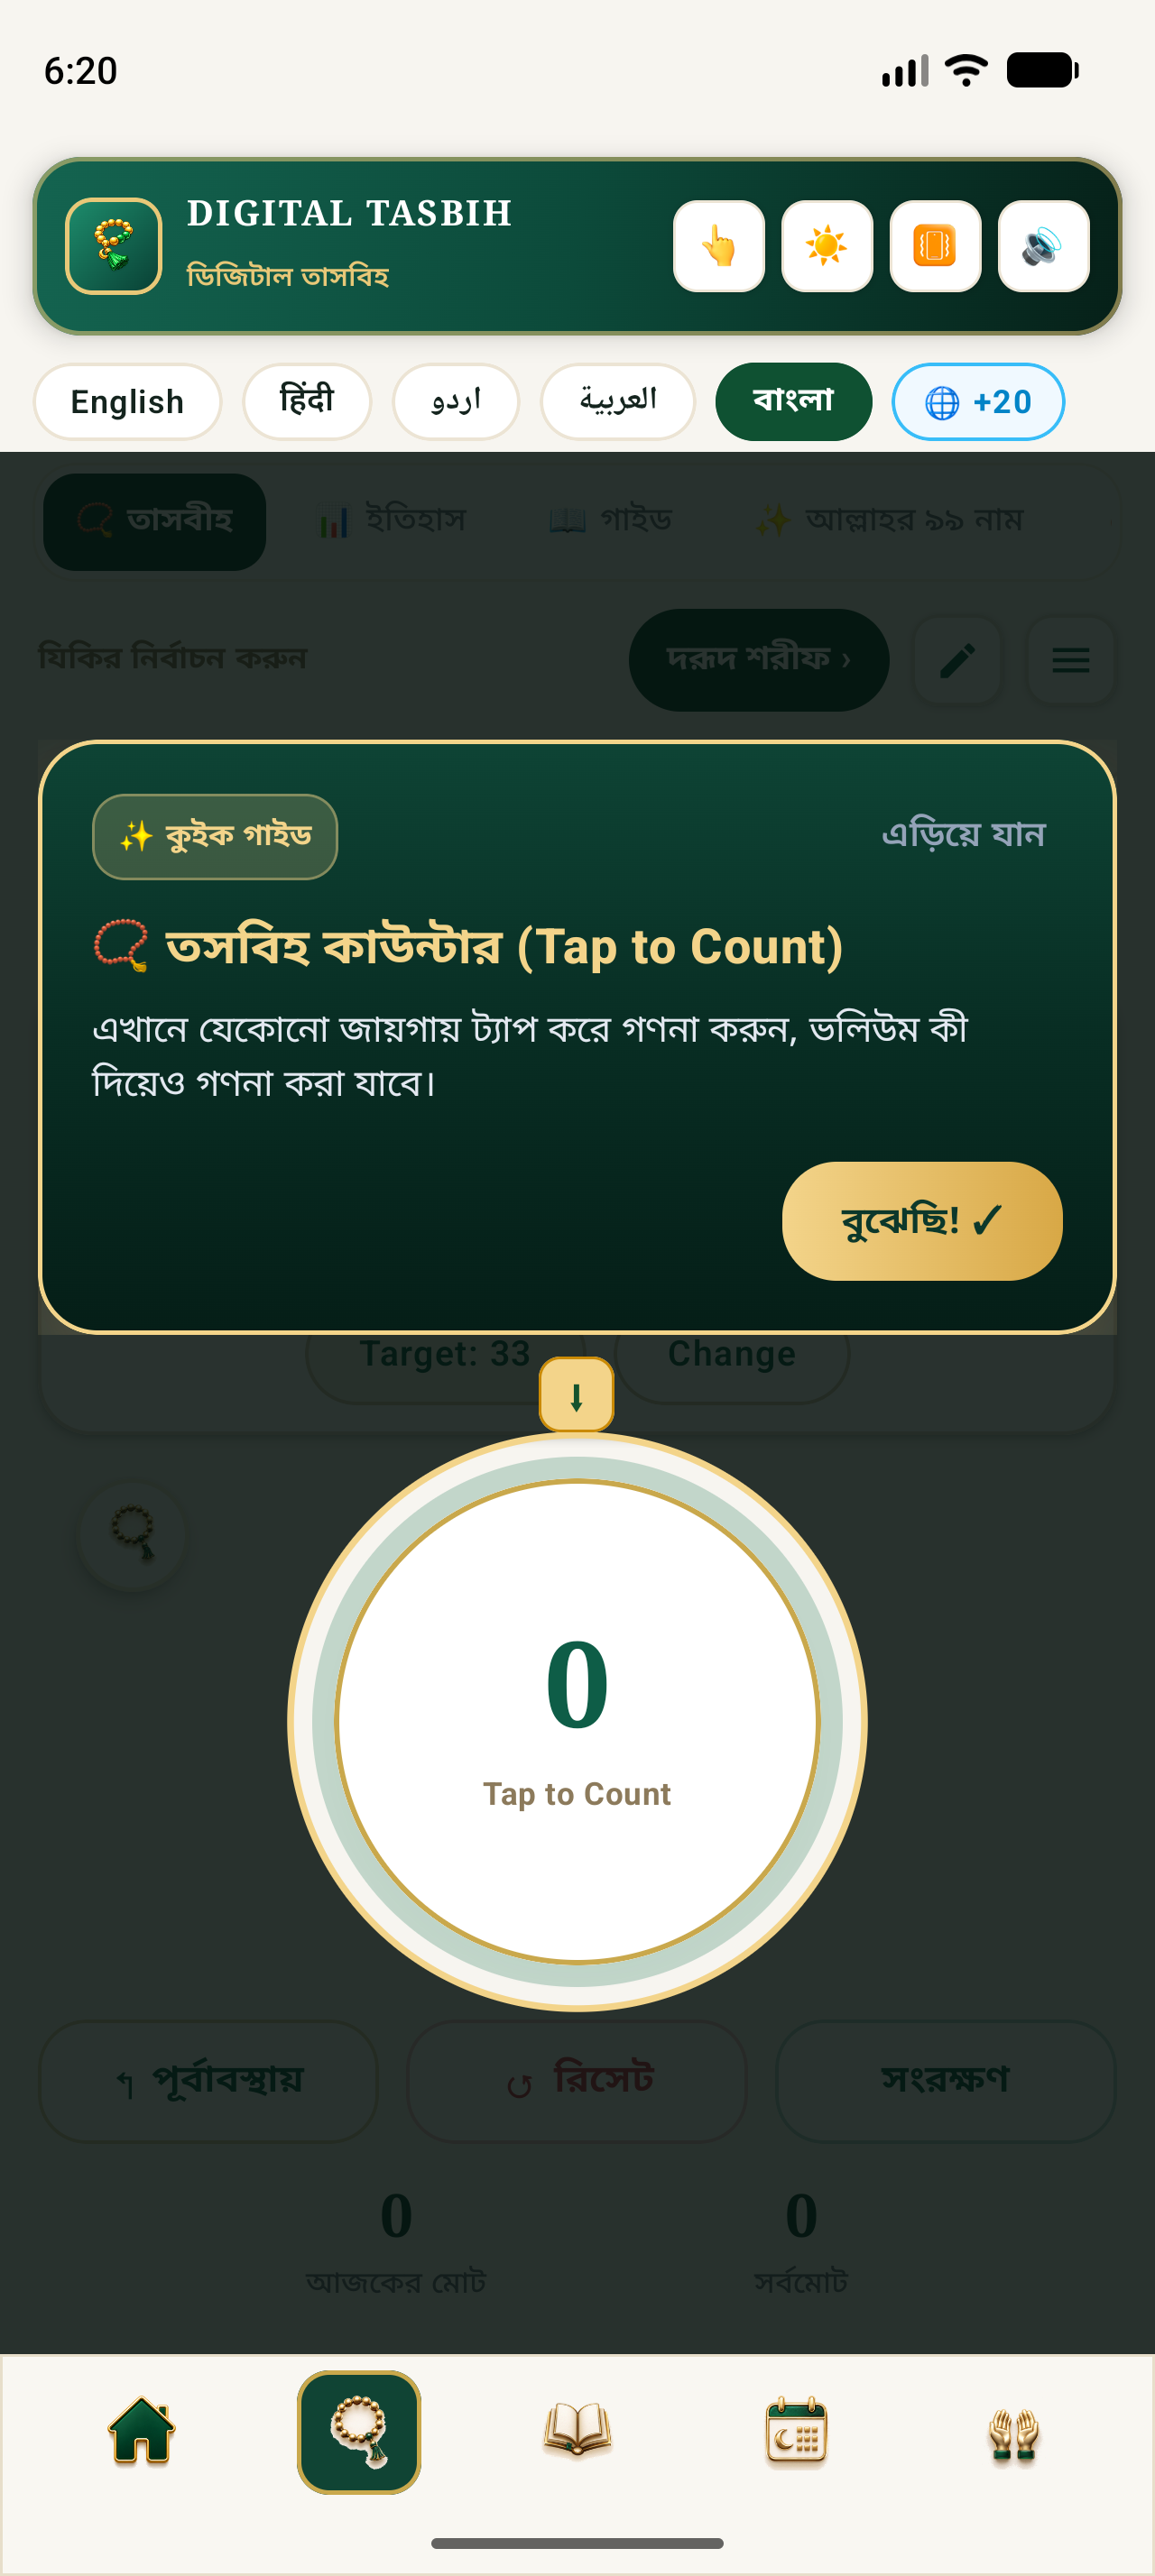 6:20
DIGITAL TASBIH
ডিজিটাল তাসবিহ
English
हिंदी
اردو
العربية
বাংলা
+20
তাসবীহ
ইতিহাস
গাইড
আল্লাহর ৯৯ নাম
যিকির নির্বাচন করুন
দরূদ শরীফ ›
কুইক গাইড
এড়িয়ে যান
তসবিহ কাউন্টার (Tap to Count)
এখানে যেকোনো জায়গায় ট্যাপ করে গণনা করুন, ভলিউম কী
দিয়েও গণনা করা যাবে।
বুঝেছি! ✓
Target: 33
Change
0
Tap to Count
↰ পূর্বাবস্থায়
↺ রিসেট
সংরক্ষণ
0
আজকের মোট
0
সর্বমোট